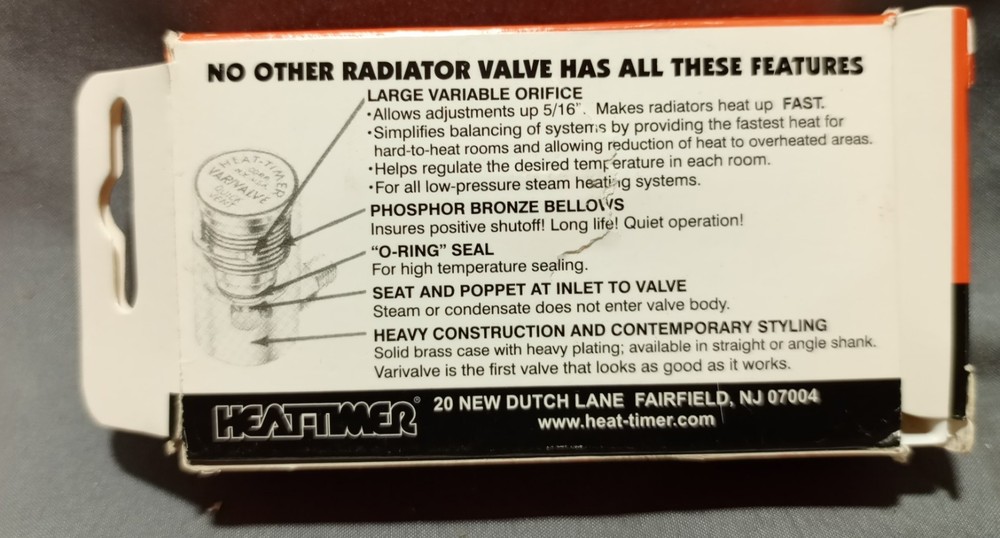 NO OTHER RADIATOR VALVE HAS ALL THESE FEATURES
LARGE VARIABLE ORIFICE
•Allows adjustments up 5/16". Makes radiators heat up FAST.
•Simplifies balancing of systems by providing the fastest heat for
hard-to-heat rooms and allowing reduction of heat to overheated areas.
•Helps regulate the desired temperature in each room.
•For all low-pressure steam heating systems.
HEAT-TIMER
CORP.
VARIVALVE
QUICK
VENT
PHOSPHOR BRONZE BELLOWS
Insures positive shutoff! Long life! Quiet operation!
"O-RING" SEAL
For high temperature sealing.
SEAT AND POPPET AT INLET TO VALVE
Steam or condensate does not enter valve body.
HEAVY CONSTRUCTION AND CONTEMPORARY STYLING
Solid brass case with heavy plating; available in straight or angle shank.
Varivalve is the first valve that looks as good as it works.
HEAT-TIMER®
20 NEW DUTCH LANE FAIRFIELD, NJ 07004
www.heat-timer.com